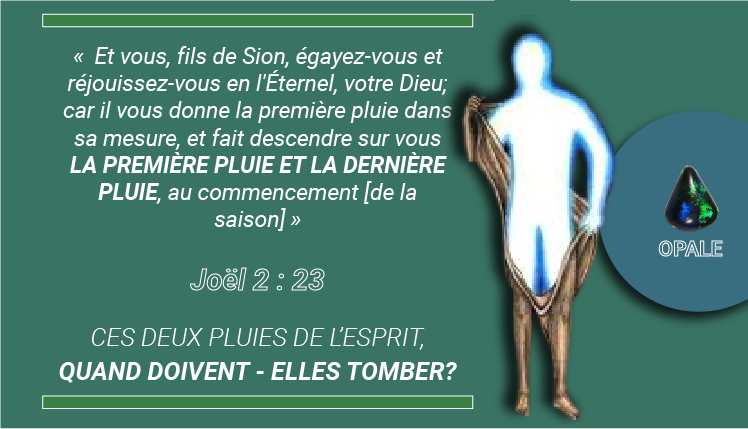 «  Et vous, fils de Sion, égayez-vous et
réjouissez-vous en l'Éternel, votre Dieu;
car il vous donne la première pluie dans
sa mesure, et fait descendre sur vous
LA PREMIÈRE PLUIE ET LA DERNIÈRE
PLUIE, au commencement [de la
saison] »
Joël 2 : 23
CES DEUX PLUIES DE L’ESPRIT,
QUAND DOIVENT - ELLES TOMBER?
OPALE